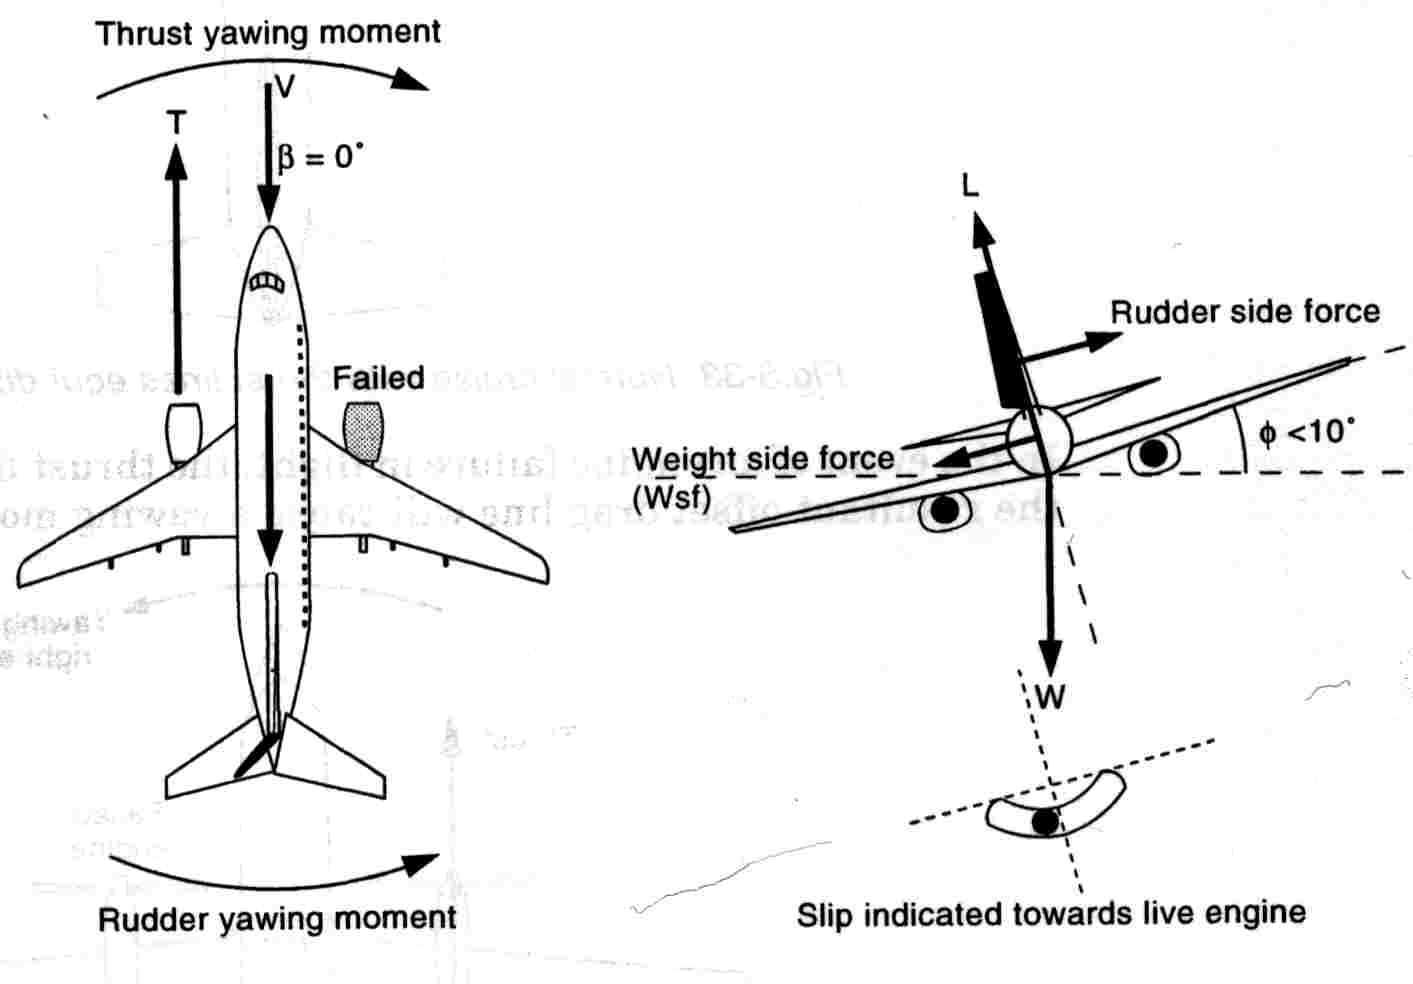 Thrust yawing moment
V
T
β = 0°
Failed
L
Rudder side force
ϕ <10°
Weight side force
(Wsf)
W
Rudder yawing moment
Slip indicated towards live engine